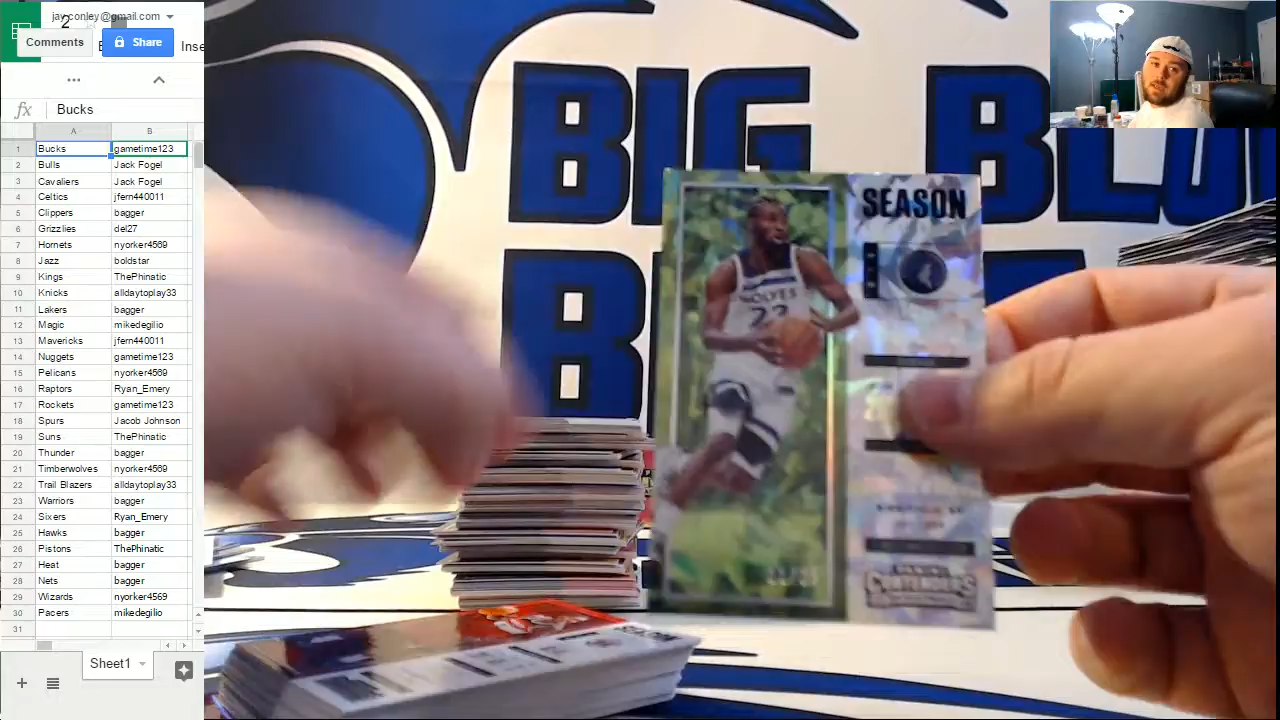 jay.conley@gmail.com
2
Comments
Share
Inse
fx
Bucks
A
B
1 Bucks gametime123
2 Bulls Jack Fogel
3 Cavaliers Jack Fogel
4 Celtics jfern440011
5 Clippers bagger
6 Grizzlies del27
7 Hornets nyorker4569
8 Jazz boldstar
9 Kings ThePhinatic
10 Knicks alldaytoplay33
11 Lakers bagger
12 Magic mikedegilio
13 Mavericks jfern440011
14 Nuggets gametime123
15 Pelicans nyorker4569
16 Raptors Ryan_Emery
17 Rockets gametime123
18 Spurs Jacob Johnson
19 Suns ThePhinatic
20 Thunder bagger
21 Timberwolves nyorker4569
22 Trail Blazers alldaytoplay33
23 Warriors bagger
24 Sixers Ryan_Emery
25 Hawks bagger
26 Pistons ThePhinatic
27 Heat bagger
28 Nets bagger
29 Wizards nyorker4569
30 Pacers mikedegilio
31
Sheet1
BIG BLU
B
SEASON
WOLVES
22
PANINI
CONTENDERS